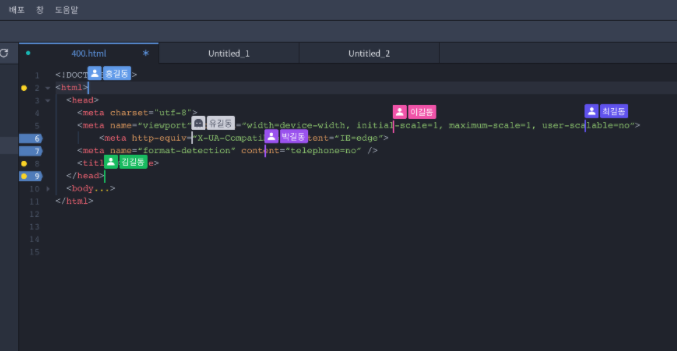 배포 창 도움말
400.html * Untitled_1 Untitled_2
1 <!DOCT 홍길동 >
2 <html>
3 <head>
4 <meta charset="utf-8">
이길동 최길동
5 <meta name="viewport" 유길동 ="width=device-width, initial-scale=1, maximum-scale=1, user-scalable=no">
6 <meta http-equiv="X-UA-Compati 박길동 tent="IE=edge">
7 <meta name="format-detection" content="telephone=no" />
8 <titl 김길동 e>
9 </head>
10 <body...>
11 </html>
12
13
14
15